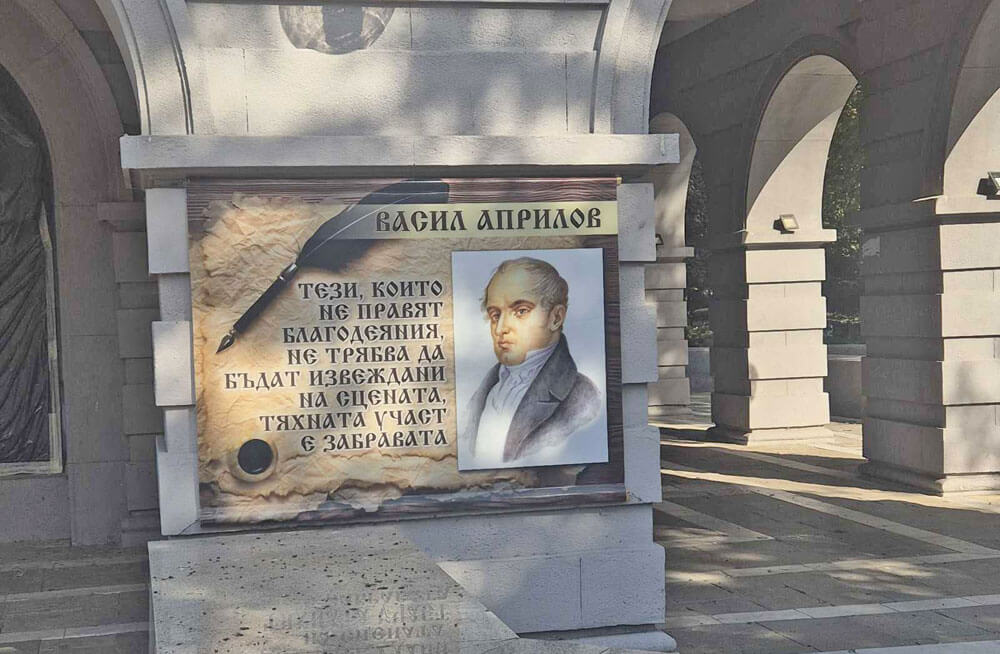 ВАСИЛ АПРИЛОВ
ТЕЗИ, КОИТО
НЕ ПРАВЯТ
БЛАГОДЕЯНИЯ,
НЕ ТРЯБВА ДА
БЪДАТ ИЗВЕЖДАНИ
НА СЦЕНАТА,
ТЯХНАТА УЧАСТ
Е ЗАБРАВАТА